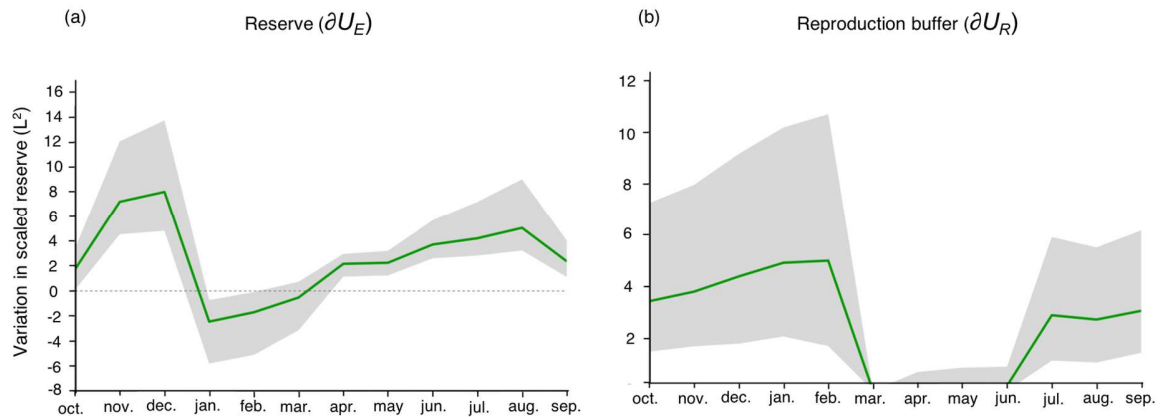 (a)
Reserve (∂U_E)
Variation in scaled reserve (L²)
16
14
12
10
8
6
4
2
0
-2
-4
-6
-8
oct. nov. dec. jan. feb. mar. apr. may jun. jul. aug. sep.
(b)
Reproduction buffer (∂U_R)
12
10
8
6
4
2
oct. nov. dec. jan. feb. mar. apr. may jun. jul. aug. sep.